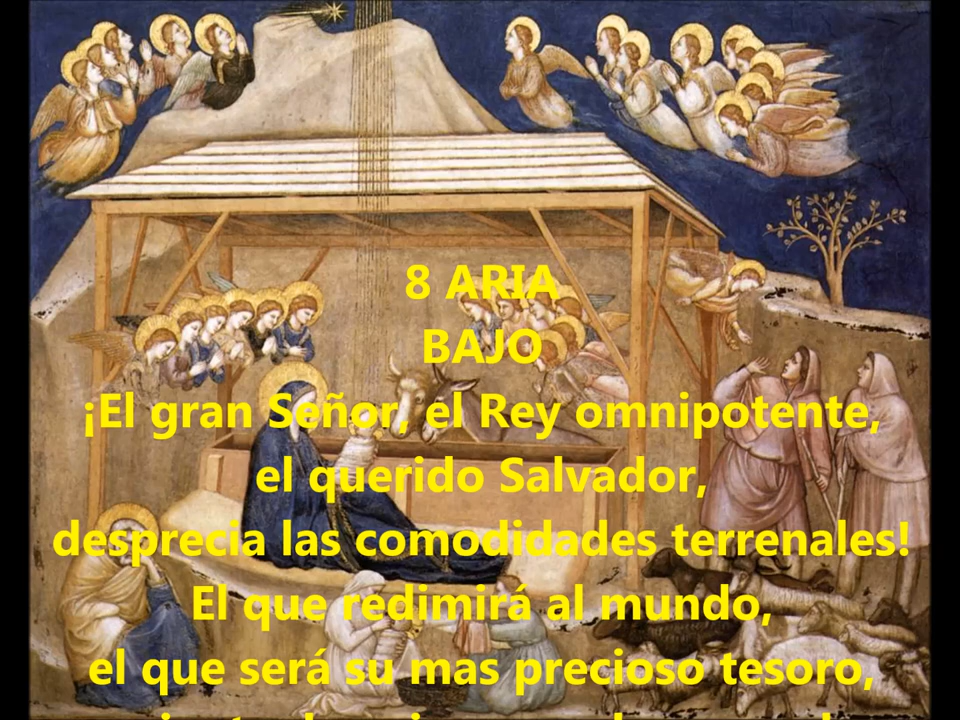 8 ARIA
BAJO
¡El gran Señor, el Rey omnipotente,
el querido Salvador,
desprecia las comodidades terrenales!
El que redimirá al mundo,
el que será su mas precioso tesoro,